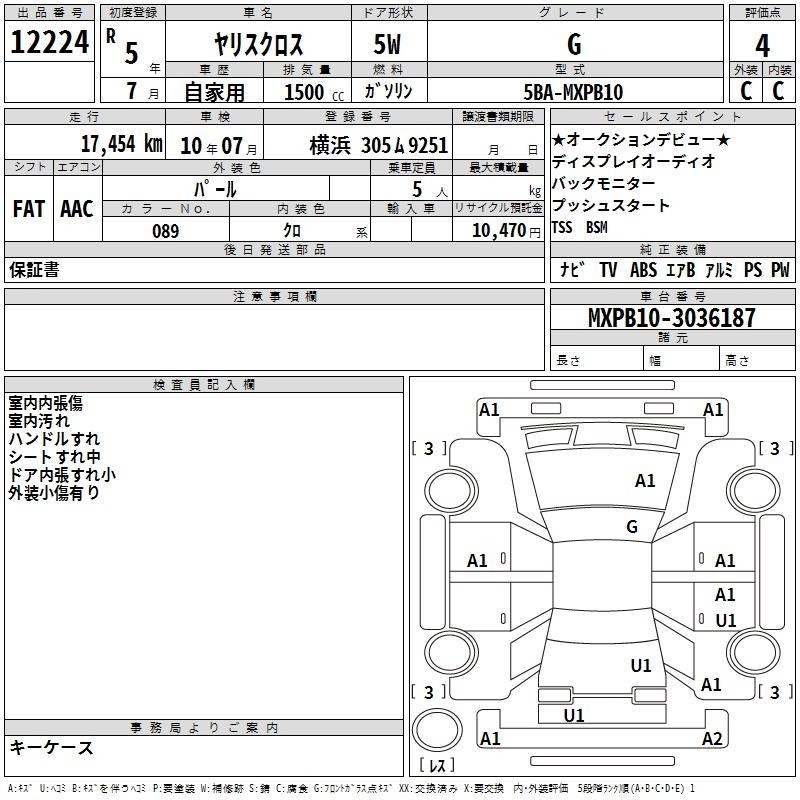 出品番号 初度登録 車名 ドア形状 グレード 評価点
12224 R 5 年 ﾔﾘｽｸﾛｽ 5W G 4
車歴 排気量 燃料 型式 外装 内装
7 月 自家用 1500 CC ｶﾞｿﾘﾝ 5BA-MXPB10 C C
走行 車検 登録番号 譲渡書類期限 セールスポイント
17,454 km 10 年 07 月 横浜 305ﾑ9251 月 日
★オークションデビュー★
ディスプレイオーディオ
バックモニター
プッシュスタート
TSS BSM
シフト エアコン 外装色 乗車定員 最大積載量
FAT AAC ﾊﾟｰﾙ 5 人 kg
カラーNo. 内装色 輸入車 リサイクル預託金
089 ｸﾛ 系 10,470 円
後日発送部品 純正装備
保証書 ﾅﾋﾞ TV ABS ｴｱB ｱﾙﾐ PS PW
注意事項欄 車台番号
MXPB10-3036187
諸元
長さ 幅 高さ
検査員記入欄
室内内張傷
室内汚れ
ハンドルすれ
シートすれ中
ドア内張すれ小
外装小傷有り
事務局よりご案内
キーケース
A1 A1
[ 3 ] [ 3 ]
A1
G
A1 A1
A1
U1
U1
A1
[ 3 ] [ 3 ]
U1
A1 A2
[ ﾚｽ ]
A:ｷｽﾞ U:ﾍｺﾐ B:ｷｽﾞを伴うﾍｺﾐ P:要塗装 W:補修跡 S:錆 C:腐食 G:ﾌﾛﾝﾄｶﾞﾗｽ点ｷｽﾞ XX:交換済み X:要交換 内･外装評価 5段階ﾗﾝｸ順(A･B･C･D･E) 1